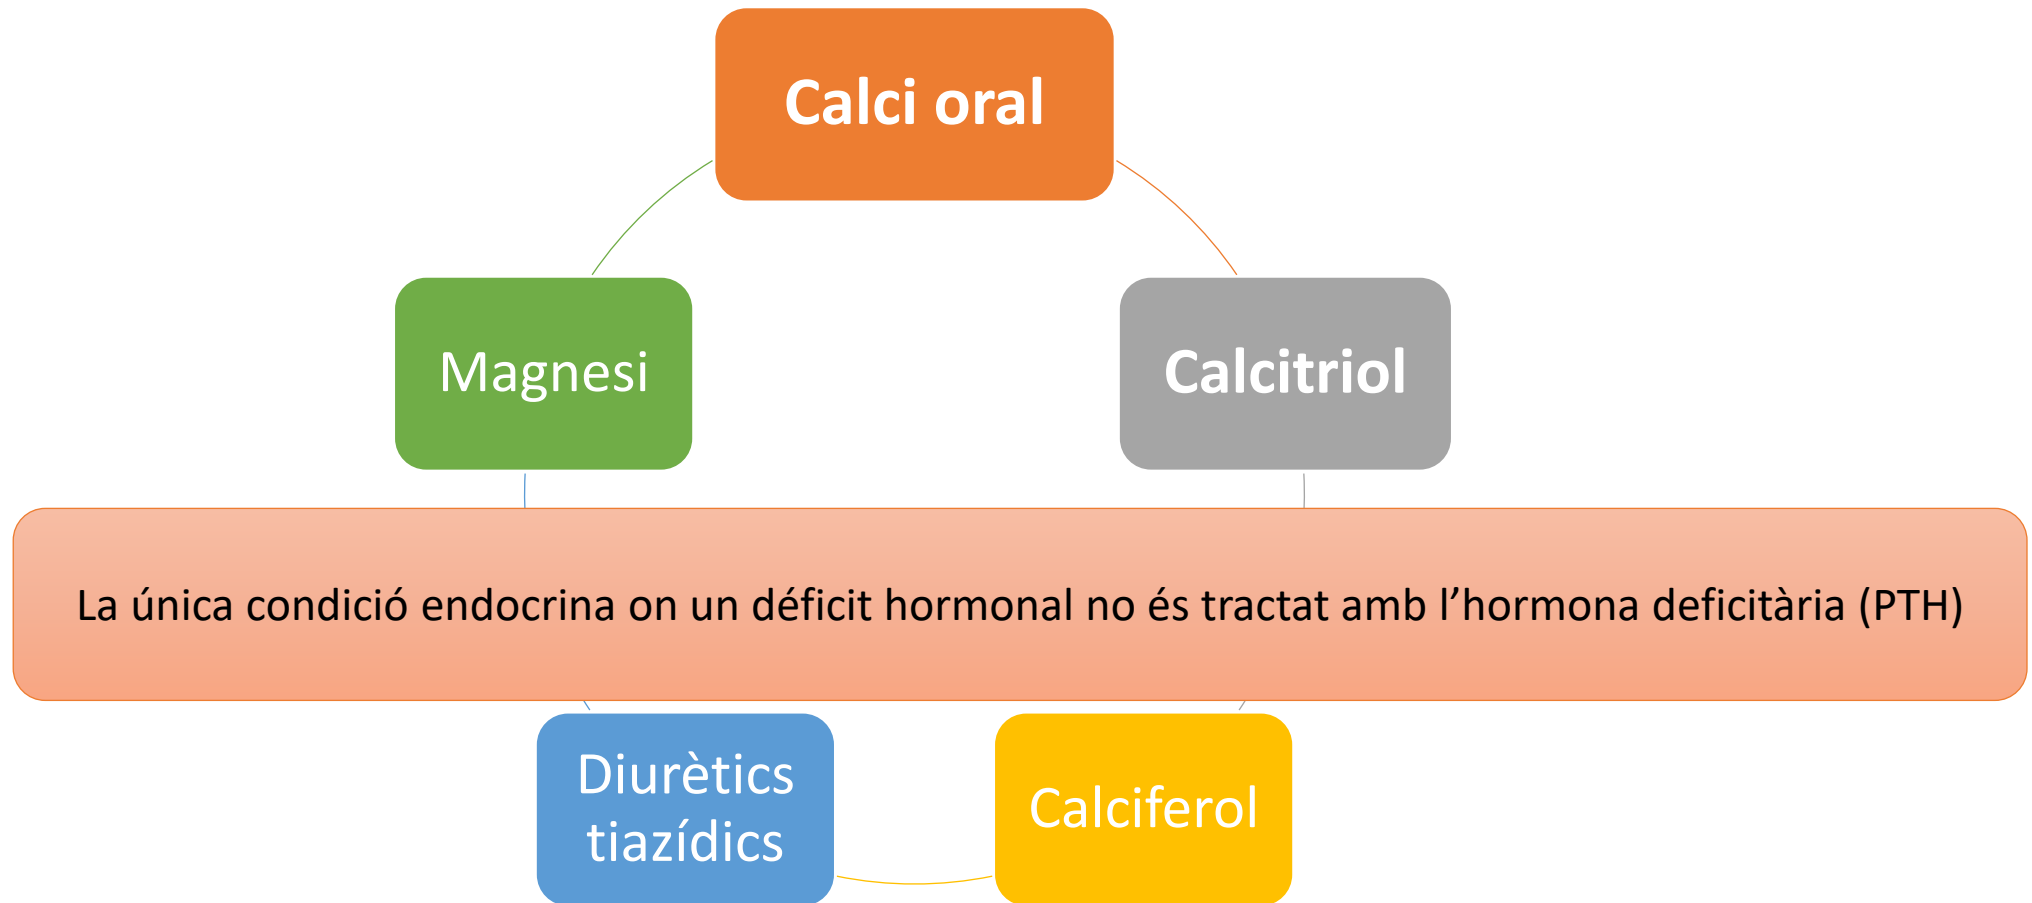 Calci oral
Magnesi
Calcitriol
La única condició endocrina on un déficit hormonal no és tractat amb l’hormona deficitària (PTH)
Diurètics
tiazídics
Calciferol